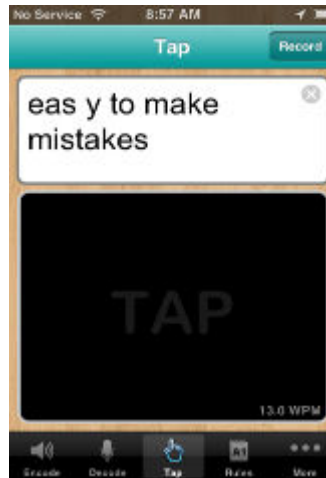 No Service 8:57 AM
Tap Record
eas y to make
mistakes
TAP
13.0 WPM
A1
Encode Decode Tap Rules More